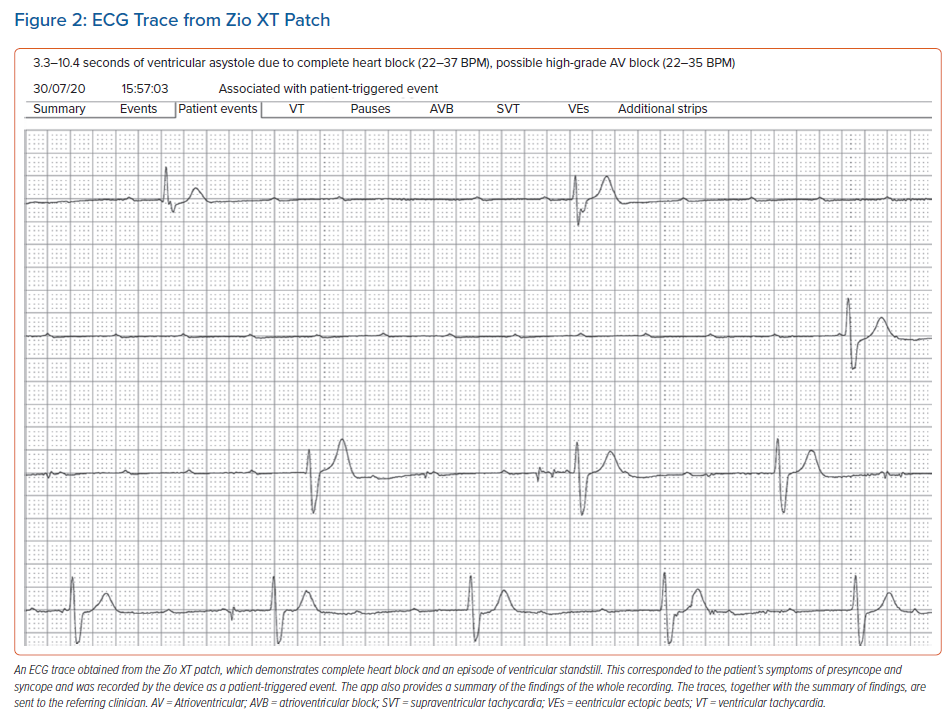 Figure 2: ECG Trace from Zio XT Patch
3.3–10.4 seconds of ventricular asystole due to complete heart block (22–37 BPM), possible high-grade AV block (22–35 BPM)
30/07/20 15:57:03 Associated with patient-triggered event
Summary Events Patient events VT Pauses AVB SVT VEs Additional strips
An ECG trace obtained from the Zio XT patch, which demonstrates complete heart block and an episode of ventricular standstill. This corresponded to the patient's symptoms of presyncope and
syncope and was recorded by the device as a patient-triggered event. The app also provides a summary of the findings of the whole recording. The traces, together with the summary of findings, are
sent to the referring clinician. AV = Atrioventricular; AVB = atrioventricular block; SVT = supraventricular tachycardia; VEs = eentricular ectopic beats; VT = ventricular tachycardia.